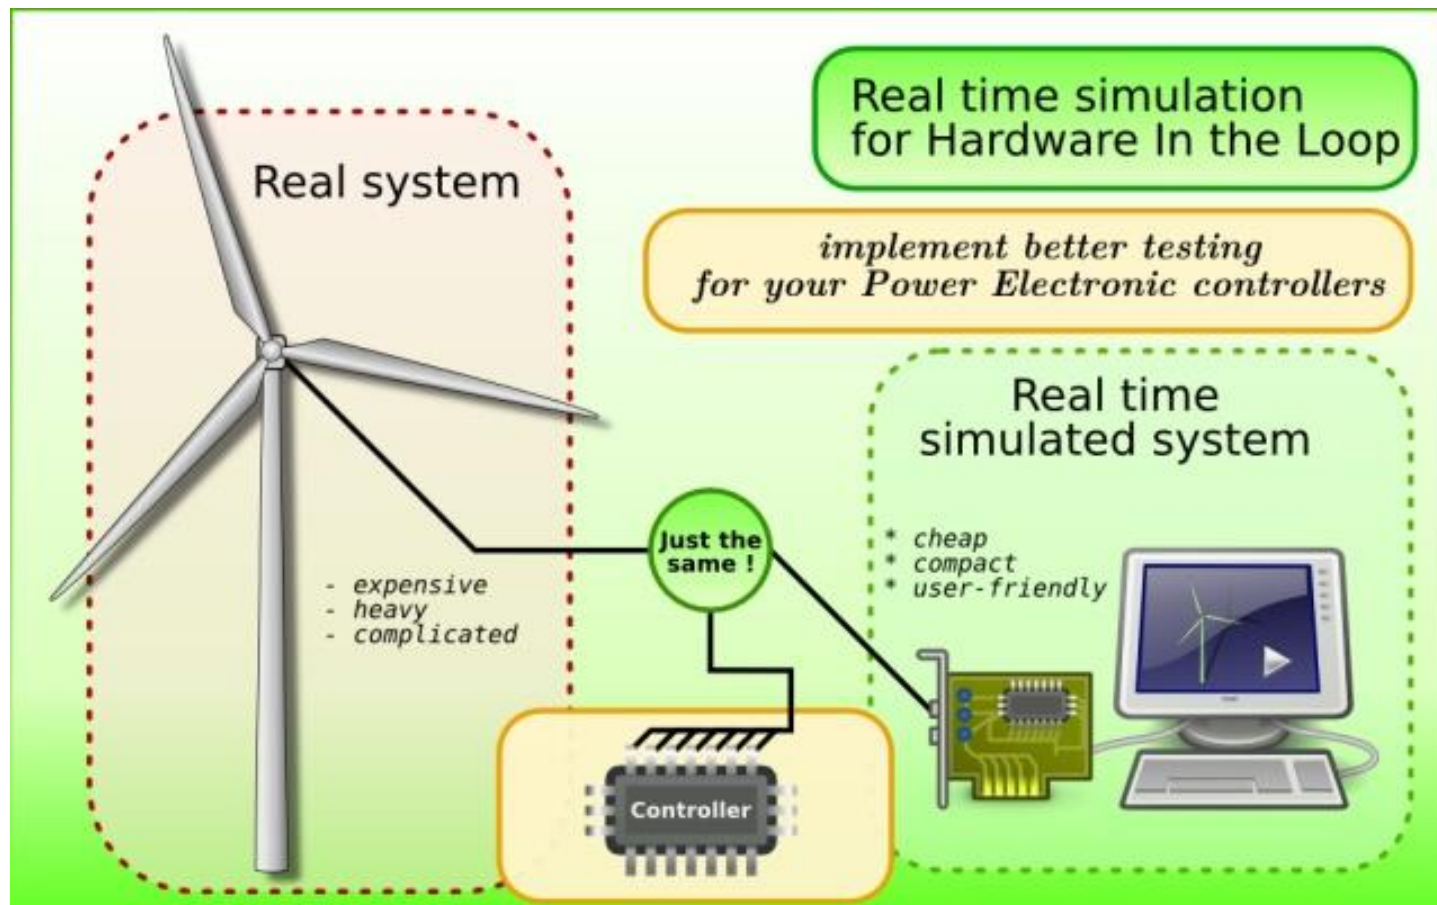 Real time simulation
for Hardware In the Loop
implement better testing
for your Power Electronic controllers
Real system
- expensive
- heavy
- complicated
Just the
same !
Real time
simulated system
* cheap
* compact
* user-friendly
Controller